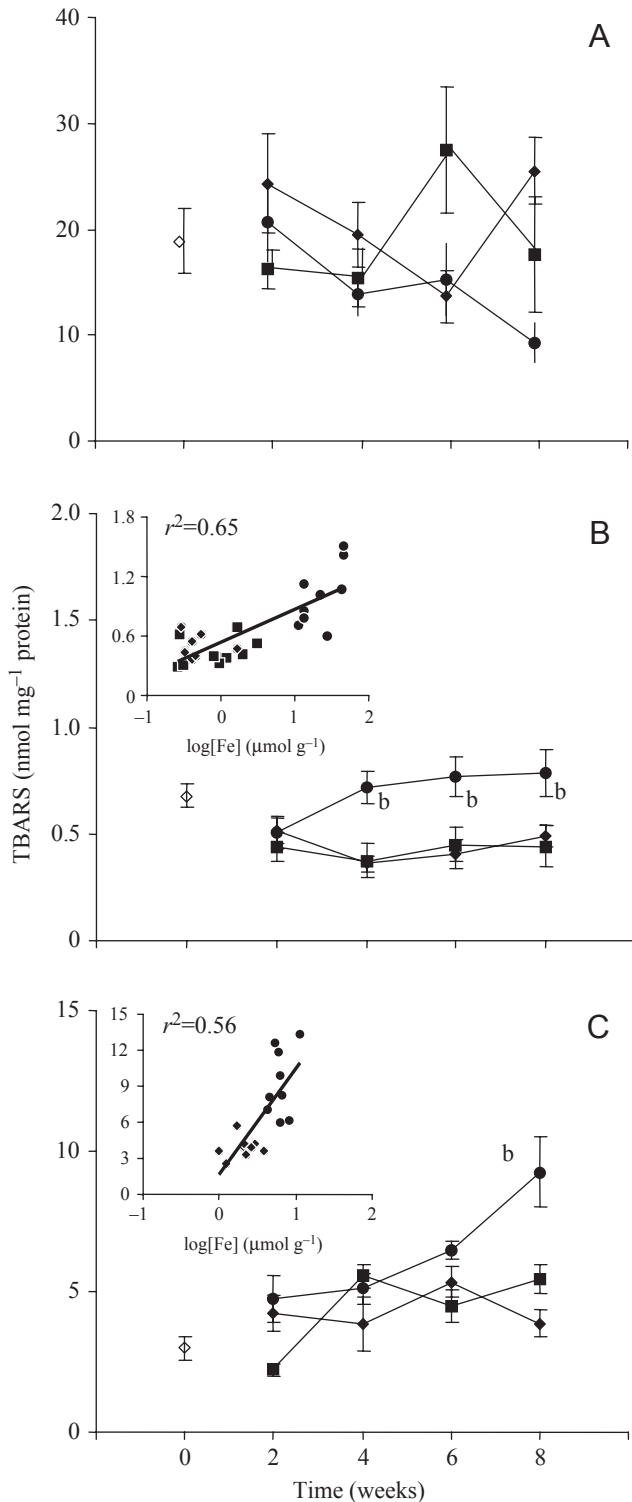 40
A
30
20
10
0
2.0
B
1.8
r²=0.65
1.2
0.6
0
−1 0 1 2
log[Fe] (μmol g⁻¹)
1.5
1.0
b b b
0.5
0
TBARS (nmol mg⁻¹ protein)
15
C
15
r²=0.56
12
9
6
3
0
−1 0 1 2
log[Fe] (μmol g⁻¹)
10
b
5
0
0 2 4 6 8
Time (weeks)